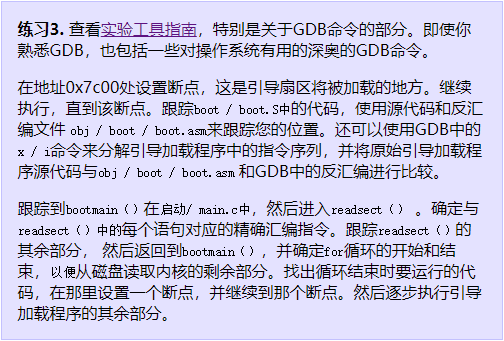 练习3. 查看实验工具指南，特别是关于GDB命令的部分。即使你
熟悉GDB，也包括一些对操作系统有用的深奥的GDB命令。
在地址0x7c00处设置断点，这是引导扇区将被加载的地方。继续
执行，直到该断点。跟踪boot / boot.S中的代码，使用源代码和反汇
编文件 obj / boot / boot.asm来跟踪您的位置。还可以使用GDB中的
x / i命令来分解引导加载程序中的指令序列，并将原始引导加载程
序源代码与obj / boot / boot.asm 和GDB中的反汇编进行比较。
跟踪到bootmain（）在启动/ main.c中，然后进入readsect（） 。确定与
readsect（）中的每个语句对应的精确汇编指令。跟踪readsect（）的
其余部分， 然后返回到bootmain（），并确定for循环的开始和结
束，以便从磁盘读取内核的剩余部分。找出循环结束时要运行的代
码，在那里设置一个断点，并继续到那个断点。然后逐步执行引导
加载程序的其余部分。